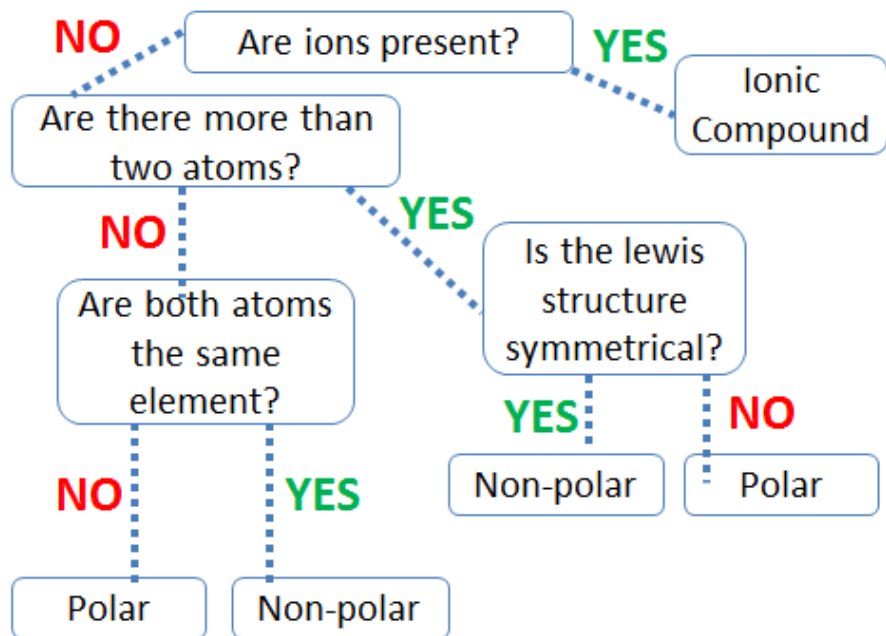 NO
Are ions present?
YES
Ionic
Compound
Are there more than
two atoms?
NO
YES
Is the lewis
structure
symmetrical?
Are both atoms
the same
element?
YES
NO
Non-polar
Polar
NO
YES
Polar
Non-polar